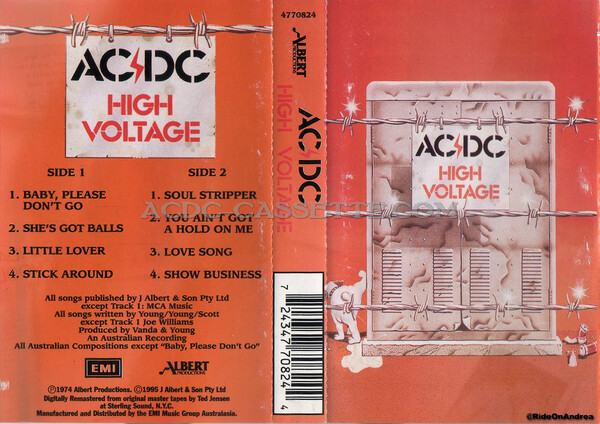 AC DC
HIGH
VOLTAGE
SIDE 1
1. BABY, PLEASE
DON'T GO
2. SHE'S GOT BALLS
3. LITTLE LOVER
4. STICK AROUND
SIDE 2
1. SOUL STRIPPER
2. YOU AIN'T GOT
A HOLD ON ME
3. LOVE SONG
4. SHOW BUSINESS
All songs published by J Albert & Son Pty Ltd
except Track 1: MCA Music
All songs written by Young/Young/Scott
except Track 1 Joe Williams
Produced by Vanda & Young
An Australian Recording
All Australian Compositions except "Baby, Please Don't Go"
EMI
ALBERT
PRODUCTIONS
Ⓟ1974 Albert Productions. ©1995 J Albert & Son Pty Ltd
Digitally Remastered from original master tapes by Ted Jensen
at Sterling Sound, N.Y.C.
Manufactured and Distributed by the EMI Music Group Australasia.
4770824
ALBERT
PRODUCTIONS
AC DC
HIGH VOLTAGE
7 24347 70824 4
AC DC
HIGH
VOLTAGE
ACDC-CASSETTE.COM
@RideOnAndrea